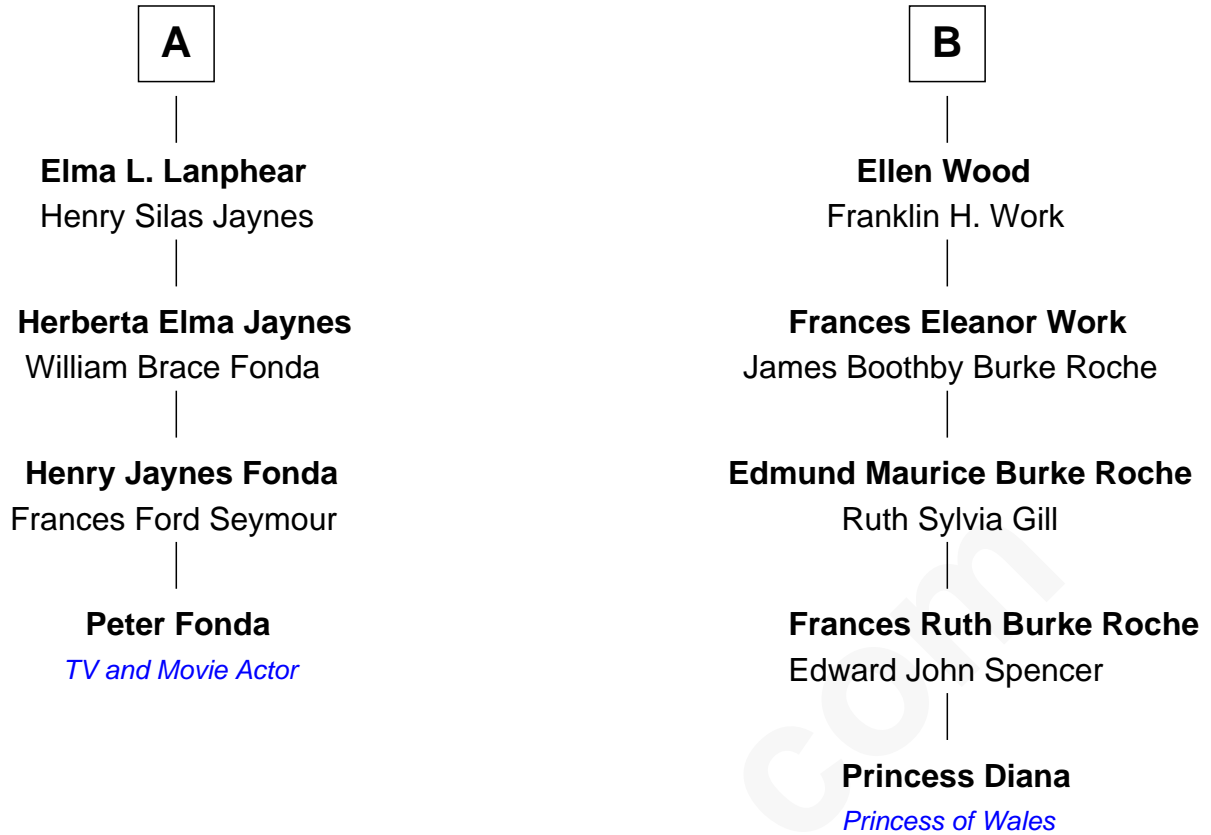 A
Elma L. Lanphear
Henry Silas Jaynes
Herberta Elma Jaynes
William Brace Fonda
Henry Jaynes Fonda
Frances Ford Seymour
Peter Fonda
TV and Movie Actor
B
Ellen Wood
Franklin H. Work
Frances Eleanor Work
James Boothby Burke Roche
Edmund Maurice Burke Roche
Ruth Sylvia Gill
Frances Ruth Burke Roche
Edward John Spencer
Princess Diana
Princess of Wales
com